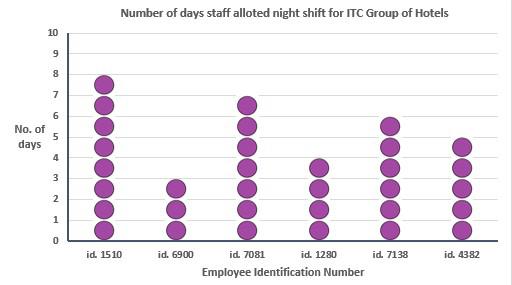 Number of days staff alloted night shift for ITC Group of Hotels
10
9
8
7
6
5
4
3
2
1
0
No. of
days
id. 1510
id. 6900
id. 7081
id. 1280
id. 7138
id. 4382
Employee Identification Number